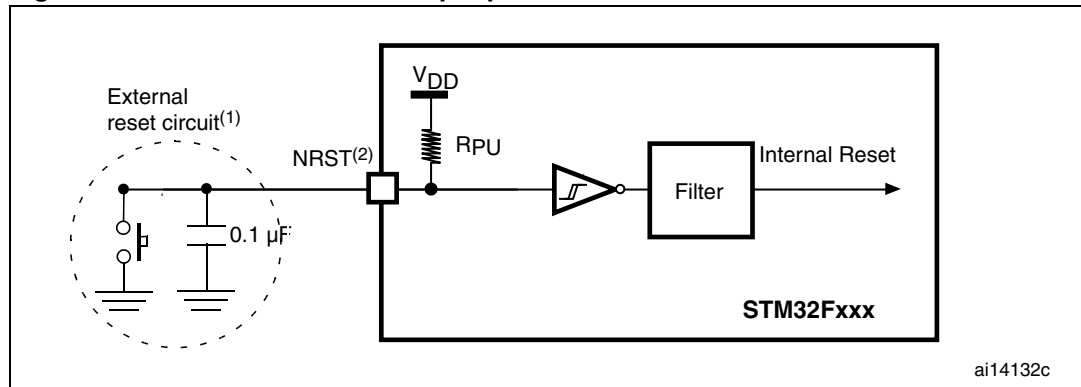 External
reset circuit(1)
VDD
RPU
NRST(2)
Internal Reset
Filter
0.1 µF
STM32Fxxx
ai14132c